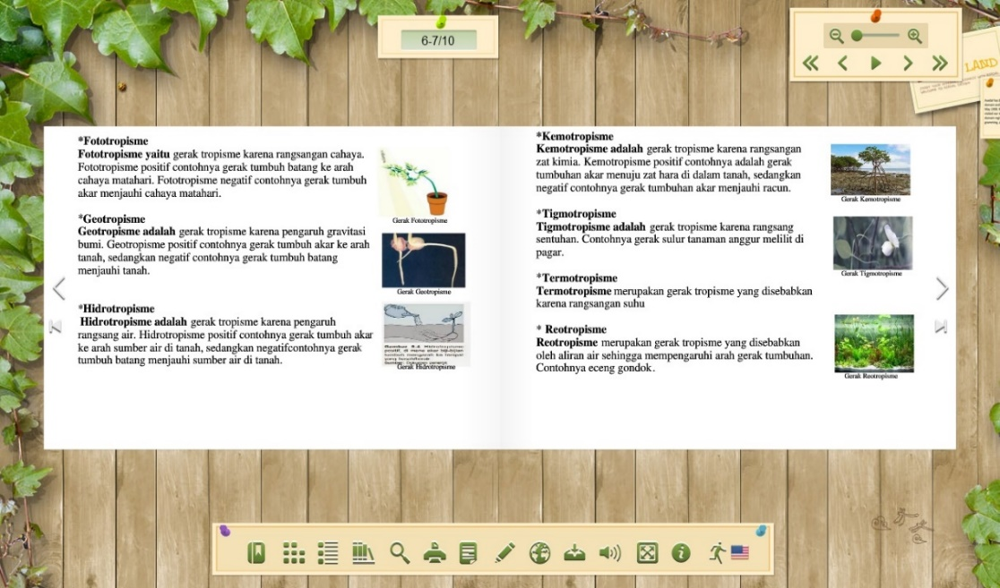 6-7/10
LAND
*Fototropisme
Fototropisme yaitu gerak tropisme karena rangsangan cahaya.
Fototropisme positif contohnya gerak tumbuh batang ke arah
cahaya matahari. Fototropisme negatif contohnya gerak tumbuh
akar menjauhi cahaya matahari.
Gerak Fototropisme
*Geotropisme
Geotropisme adalah gerak tropisme karena pengaruh gravitasi
bumi. Geotropisme positif contohnya gerak tumbuh akar ke arah
tanah, sedangkan negatif contohnya gerak tumbuh batang
menjauhi tanah.
Gerak Geotropisme
*Hidrotropisme
Hidrotropisme adalah gerak tropisme karena pengaruh
rangsang air. Hidrotropisme positif contohnya gerak tumbuh akar
ke arah sumber air di tanah, sedangkan negatifcontohnya gerak
tumbuh batang menjauhi sumber air di tanah.
Gerak Hidrotropisme
*Kemotropisme
Kemotropisme adalah gerak tropisme karena rangsangan
zat kimia. Kemotropisme positif contohnya adalah gerak
tumbuhan akar menuju zat hara di dalam tanah, sedangkan
negatif contohnya gerak tumbuhan akar menjauhi racun.
Gerak Kemotropisme
*Tigmotropisme
Tigmotropisme adalah gerak tropisme karena rangsang
sentuhan. Contohnya gerak sulur tanaman anggur melilit di
pagar.
Gerak Tigmotropisme
*Termotropisme
Termotropisme merupakan gerak tropisme yang disebabkan
karena rangsangan suhu
* Reotropisme
Reotropisme merupakan gerak tropisme yang disebabkan
oleh aliran air sehingga mempengaruhi arah gerak tumbuhan.
Contohnya eceng gondok.
Gerak Reotropisme